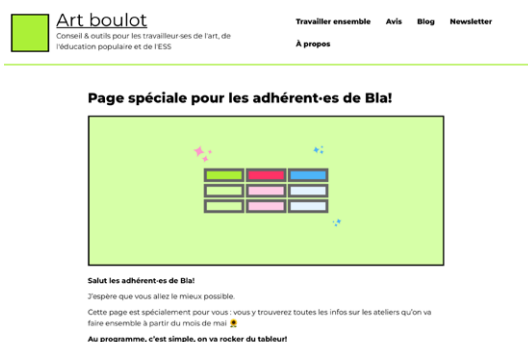 Art boulot
Conseil & outils pour les travailleur·ses de l'art, de
l'éducation populaire et de l'ESS
Travailler ensemble Avis Blog Newsletter
À propos
Page spéciale pour les adhérent·es de Bla!
Salut les adhérent·es de Bla!
J'espère que vous allez le mieux possible.
Cette page est spécialement pour vous : vous y trouverez toutes les infos sur les ateliers qu'on va
faire ensemble à partir du mois de mai 🌻
Au programme, c'est simple, on va rocker du tableur!